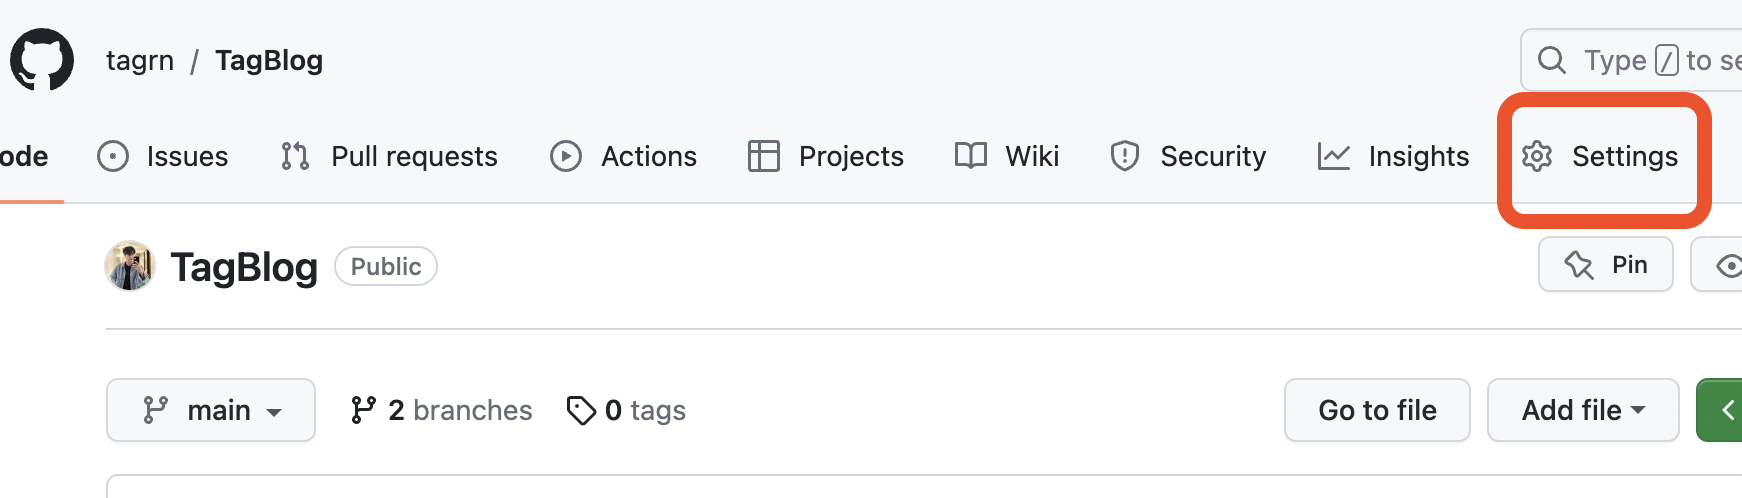 tagrn / TagBlog
Type / to se
ode Issues Pull requests Actions Projects Wiki Security Insights Settings
TagBlog Public
Pin
main 2 branches 0 tags Go to file Add file